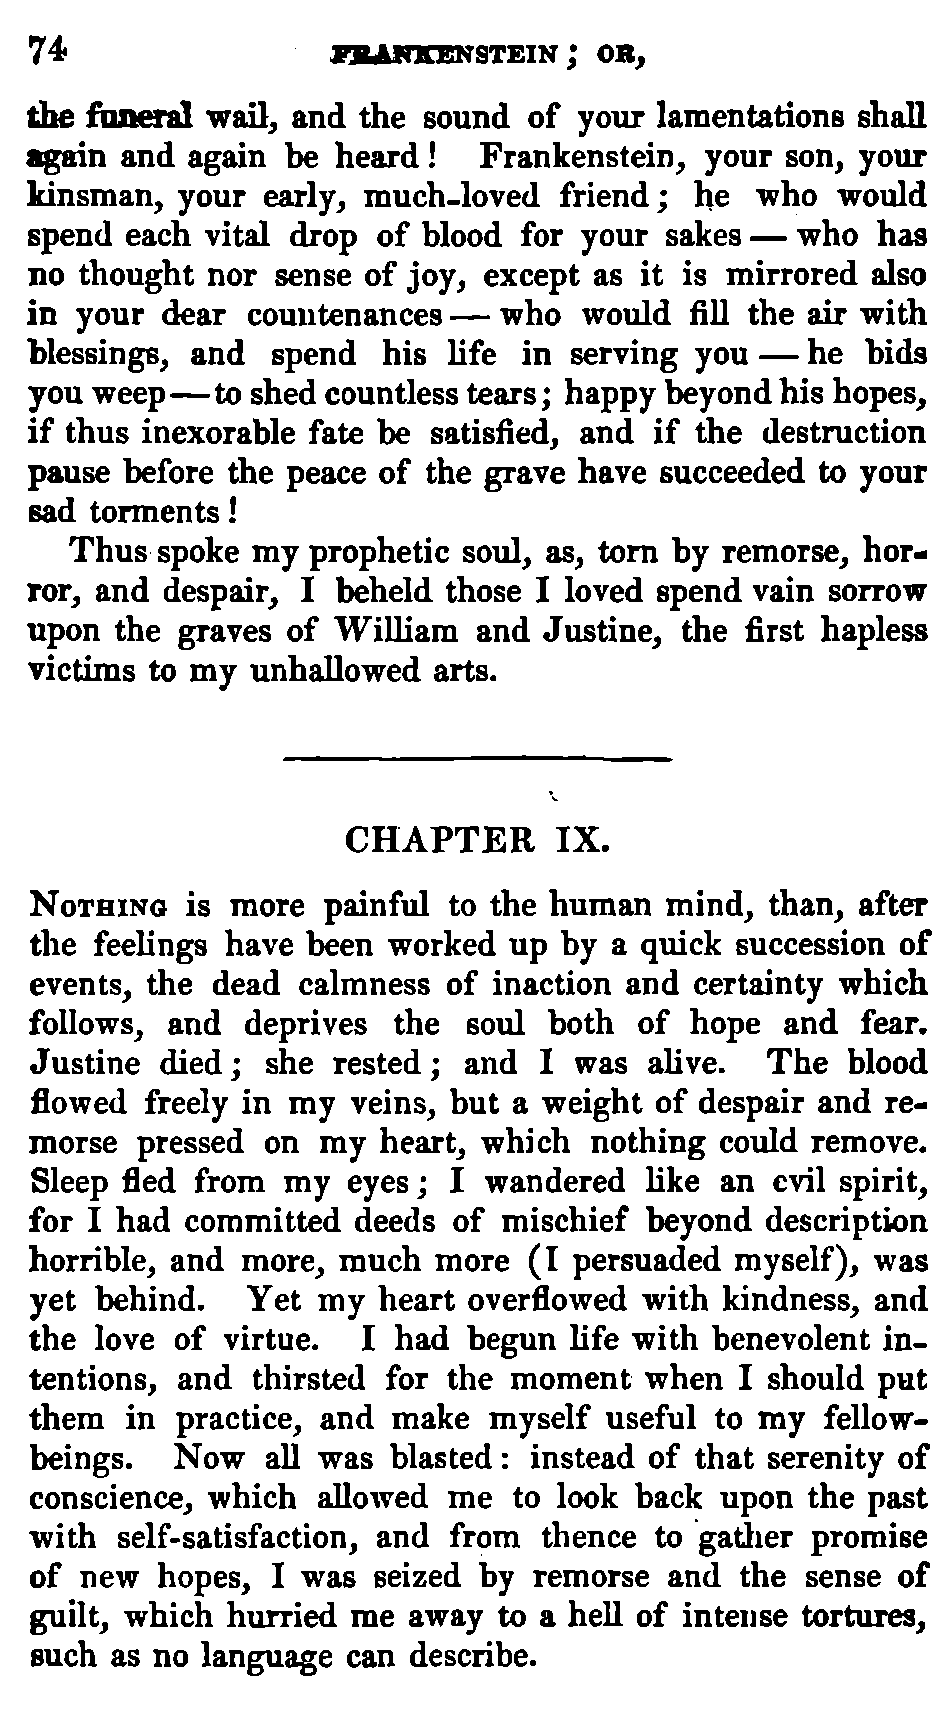 74 FRANKENSTEIN; OR,
the funeral wail, and the sound of your lamentations shall
again and again be heard! Frankenstein, your son, your
kinsman, your early, much-loved friend; he who would
spend each vital drop of blood for your sakes — who has
no thought nor sense of joy, except as it is mirrored also
in your dear countenances — who would fill the air with
blessings, and spend his life in serving you — he bids
you weep — to shed countless tears; happy beyond his hopes,
if thus inexorable fate be satisfied, and if the destruction
pause before the peace of the grave have succeeded to your
sad torments!
Thus spoke my prophetic soul, as, torn by remorse, hor-
ror, and despair, I beheld those I loved spend vain sorrow
upon the graves of William and Justine, the first hapless
victims to my unhallowed arts.
CHAPTER IX.
NOTHING is more painful to the human mind, than, after
the feelings have been worked up by a quick succession of
events, the dead calmness of inaction and certainty which
follows, and deprives the soul both of hope and fear.
Justine died; she rested; and I was alive. The blood
flowed freely in my veins, but a weight of despair and re-
morse pressed on my heart, which nothing could remove.
Sleep fled from my eyes; I wandered like an evil spirit,
for I had committed deeds of mischief beyond description
horrible, and more, much more (I persuaded myself), was
yet behind. Yet my heart overflowed with kindness, and
the love of virtue. I had begun life with benevolent in-
tentions, and thirsted for the moment when I should put
them in practice, and make myself useful to my fellow-
beings. Now all was blasted: instead of that serenity of
conscience, which allowed me to look back upon the past
with self-satisfaction, and from thence to gather promise
of new hopes, I was seized by remorse and the sense of
guilt, which hurried me away to a hell of intense tortures,
such as no language can describe.